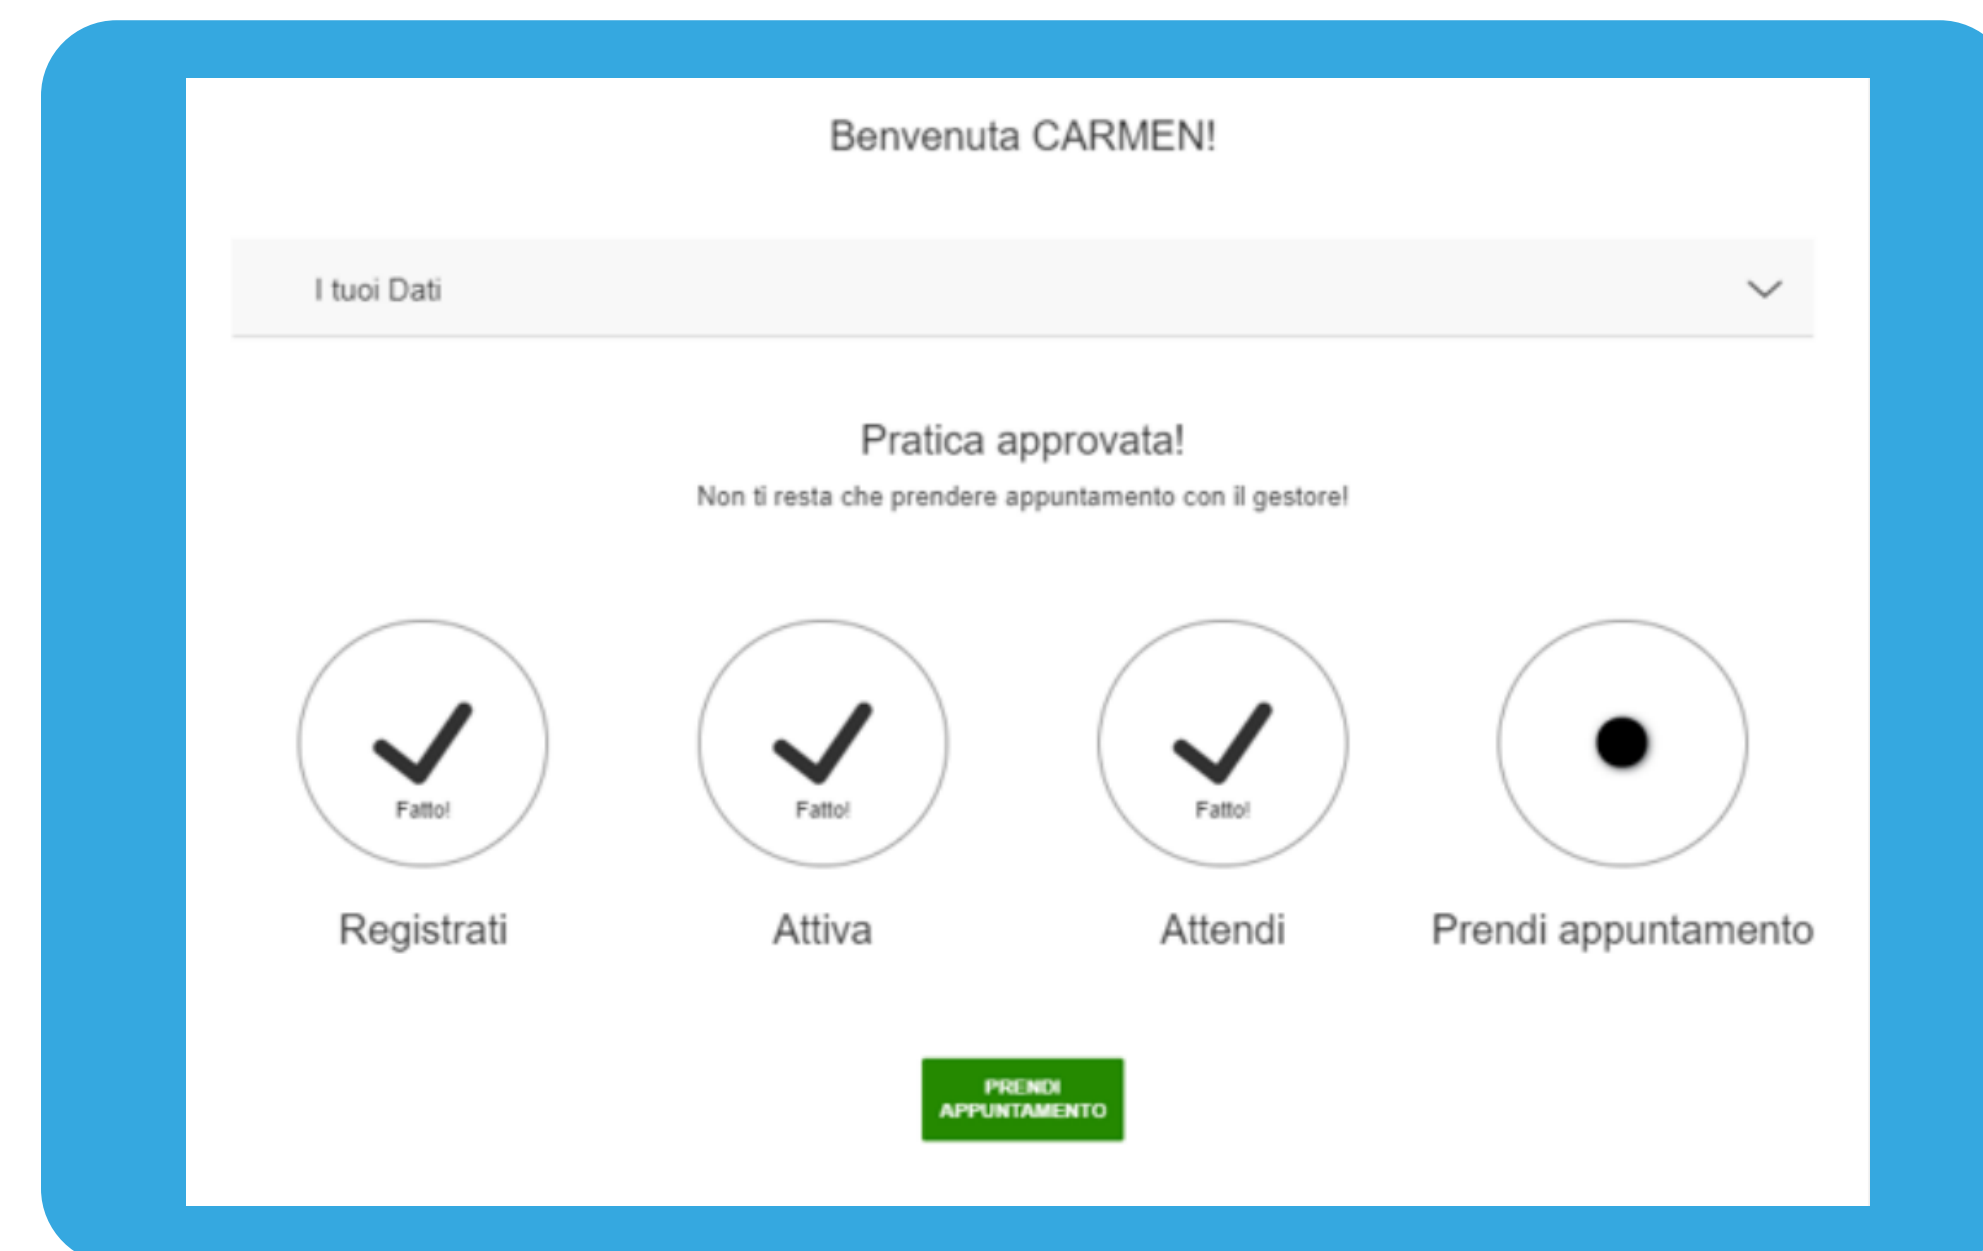 Benvenuta CARMEN!
I tuoi Dati
Pratica approvata!
Non ti resta che prendere appuntamento con il gestore!
Fatto! Fatto! Fatto!
Registrati Attiva Attendi Prendi appuntamento
PRENDI
APPUNTAMENTO